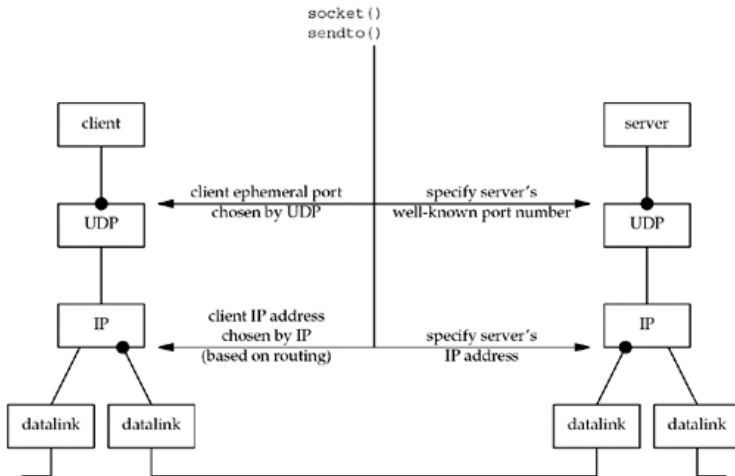 socket()
sendto()
client
server
client ephemeral port
chosen by UDP
specify server's
well-known port number
UDP
UDP
client IP address
chosen by IP
(based on routing)
specify server's
IP address
IP
IP
datalink
datalink
datalink
datalink